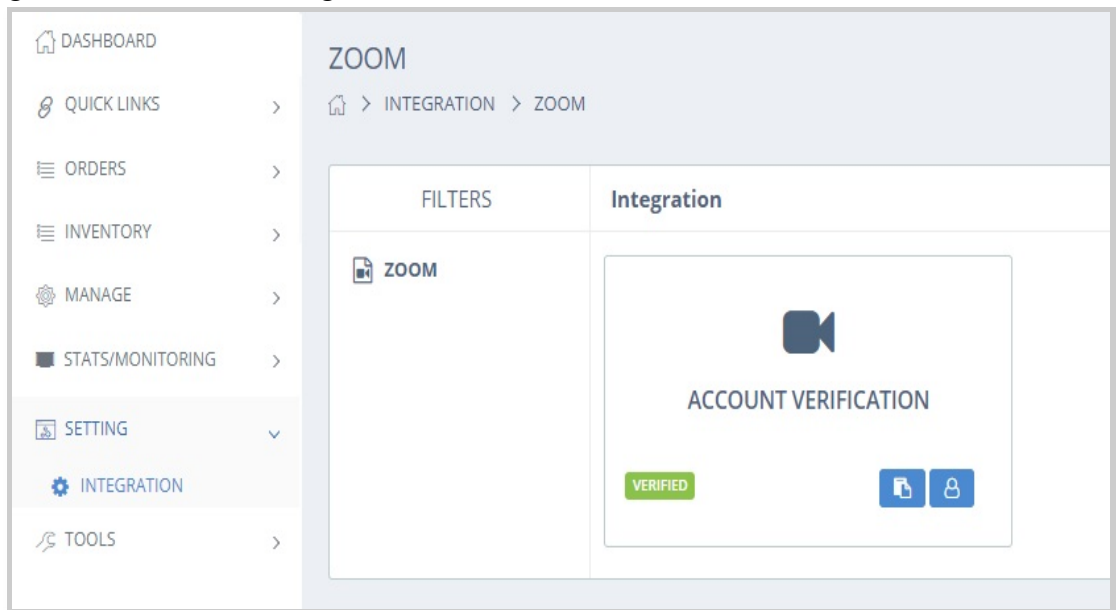 DASHBOARD
QUICK LINKS
ORDERS
INVENTORY
MANAGE
STATS/MONITORING
SETTING
INTEGRATION
TOOLS
ZOOM
> INTEGRATION > ZOOM
FILTERS
ZOOM
Integration
ACCOUNT VERIFICATION
VERIFIED